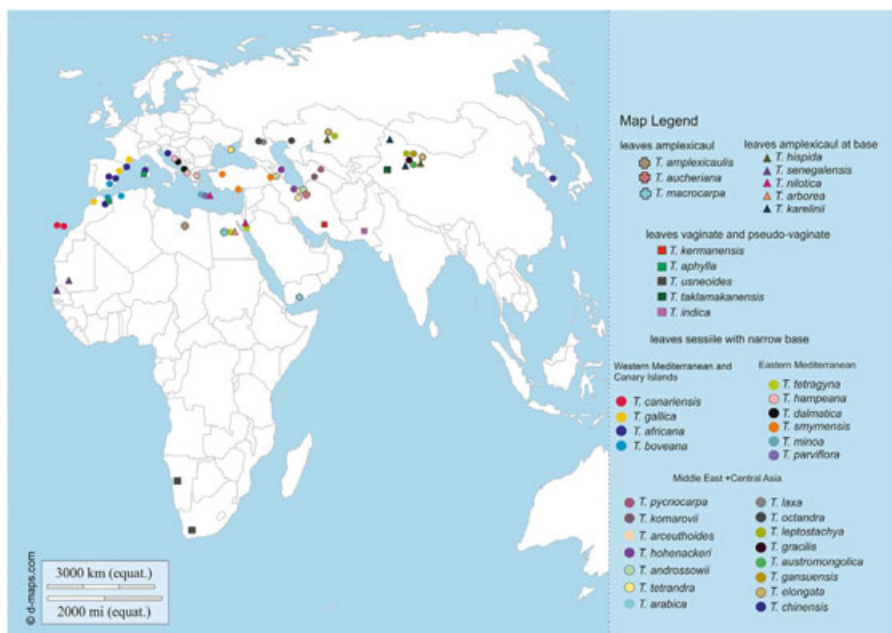 Map Legend
leaves amplexicaul
T. amplexicaulis
T. aucheriana
T. macrocarpa
leaves amplexicaul at base
T. hispida
T. senegalensis
T. nilotica
T. arborea
T. karelinii
leaves vaginate and pseudo-vaginate
T. kermanensis
T. aphylla
T. usneoides
T. taklamakanensis
T. indica
leaves sessiile with narrow base
Western Mediterranean and
Canary Islands
T. canariensis
T. gallica
T. africana
T. boveana
Eastern Mediterranean
T. tetragyna
T. hampeana
T. dalmatica
T. smyrnensis
T. minoa
T. parviflora
Middle East +Central Asia
T. pycnocarpa
T. komarovii
T. arceuthoides
T. hohenackeri
T. androssowii
T. tetrandra
T. arabica
T. laxa
T. octandra
T. leptostachya
T. gracilis
T. austromongolica
T. gansuensis
T. elongata
T. chinensis
3000 km (equat.)
2000 mi (equat.)
© d-maps.com